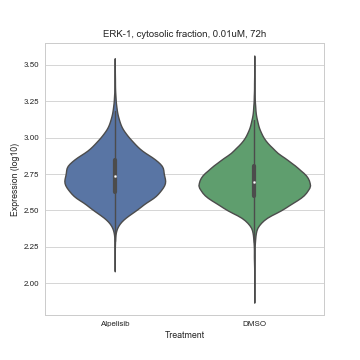 ERK-1, cytosolic fraction, 0.01uM, 72h
Expression (log10)
3.50
3.25
3.00
2.75
2.50
2.25
2.00
Alpelisib
DMSO
Treatment